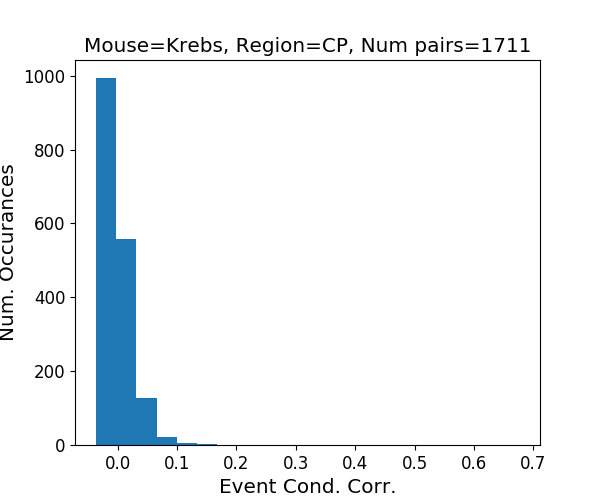 Mouse=Krebs, Region=CP, Num pairs=1711
1000
800
600
400
200
0
Num. Occurances
0.0 0.1 0.2 0.3 0.4 0.5 0.6 0.7
Event Cond. Corr.